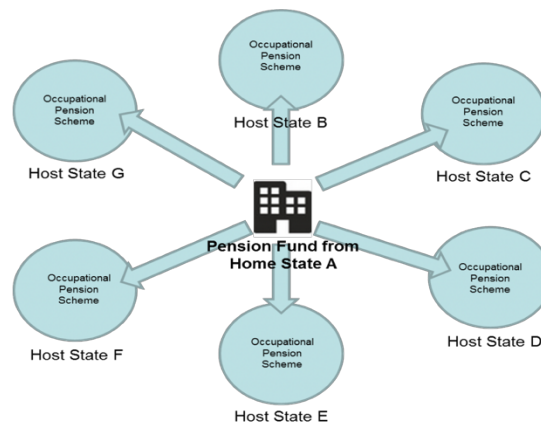 Occupational
Pension
Scheme
Host State B
Occupational
Pension
Scheme
Host State G
Occupational
Pension
Scheme
Host State C
Pension Fund from
Home State A
Occupational
Pension
Scheme
Host State F
Occupational
Pension
Scheme
Host State D
Occupational
Pension
Scheme
Host State E